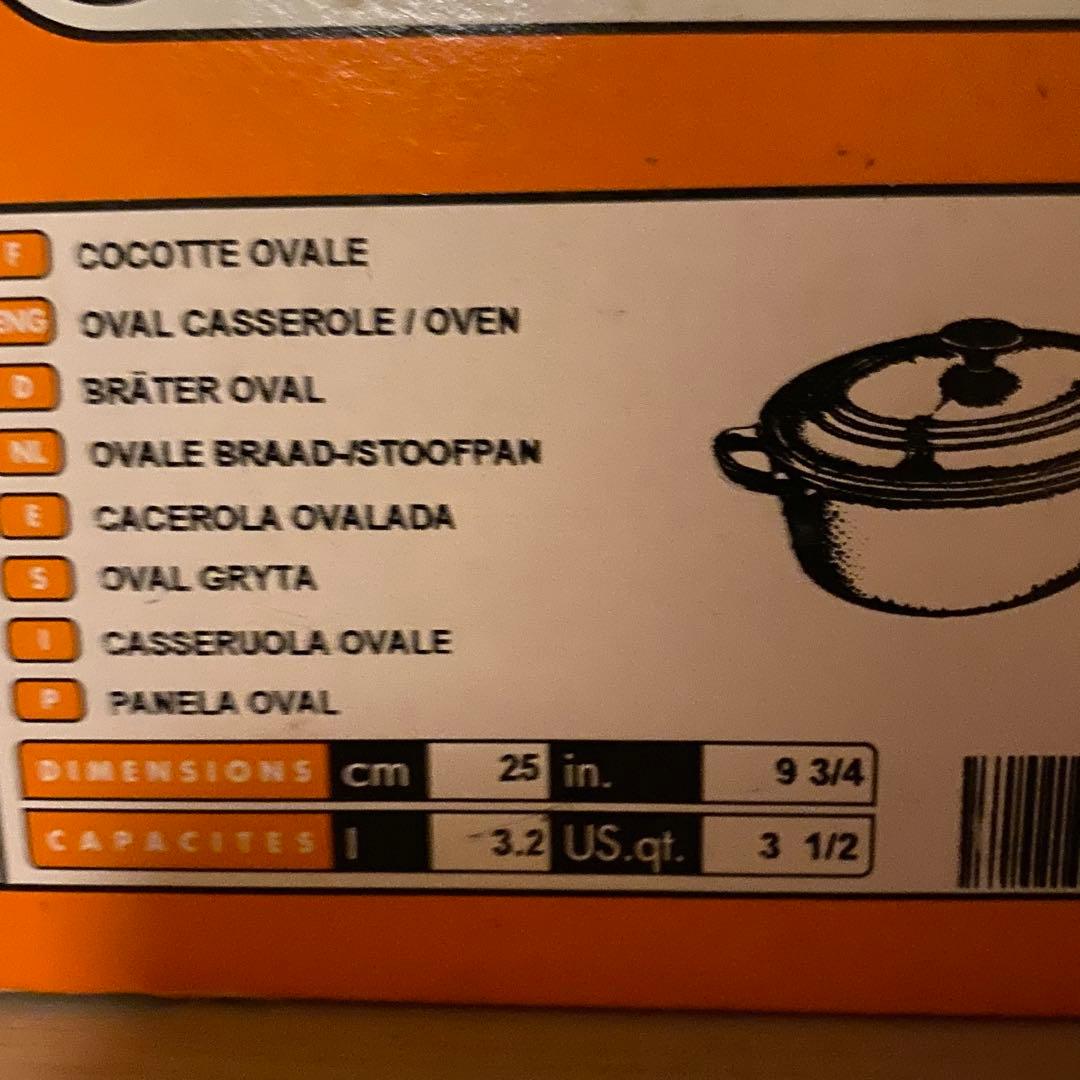 F COCOTTE OVALE
ENG OVAL CASSEROLE / OVEN
D BRÄTER OVAL
NL OVALE BRAAD-/STOOFPAN
E CACEROLA OVALADA
S OVAL GRYTA
I CASSERUOLA OVALE
P PANELA OVAL
DIMENSIONS cm 25 in. 9 3/4
CAPACITES l 3.2 US.qt. 3 1/2